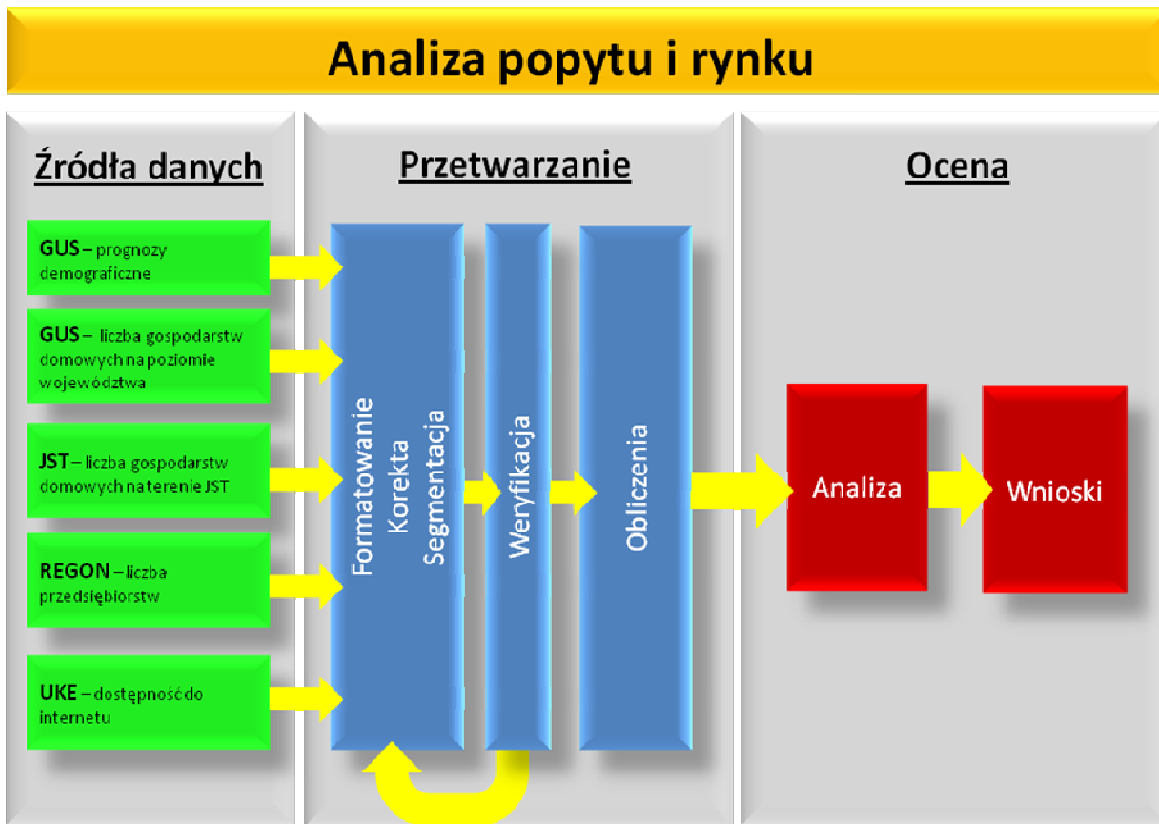 Analiza popytu i rynku
Źródła danych
GUS – prognozy
demograficzne
GUS – liczba gospodarstw
domowych na poziomie
województwa
JST – liczba gospodarstw
domowych na terenie JST
REGON – liczba
przedsiębiorstw
UKE – dostępność do
internetu
Przetwarzanie
Formatowanie
Korekta
Segmentacja
Weryfikacja
Obliczenia
Ocena
Analiza
Wnioski